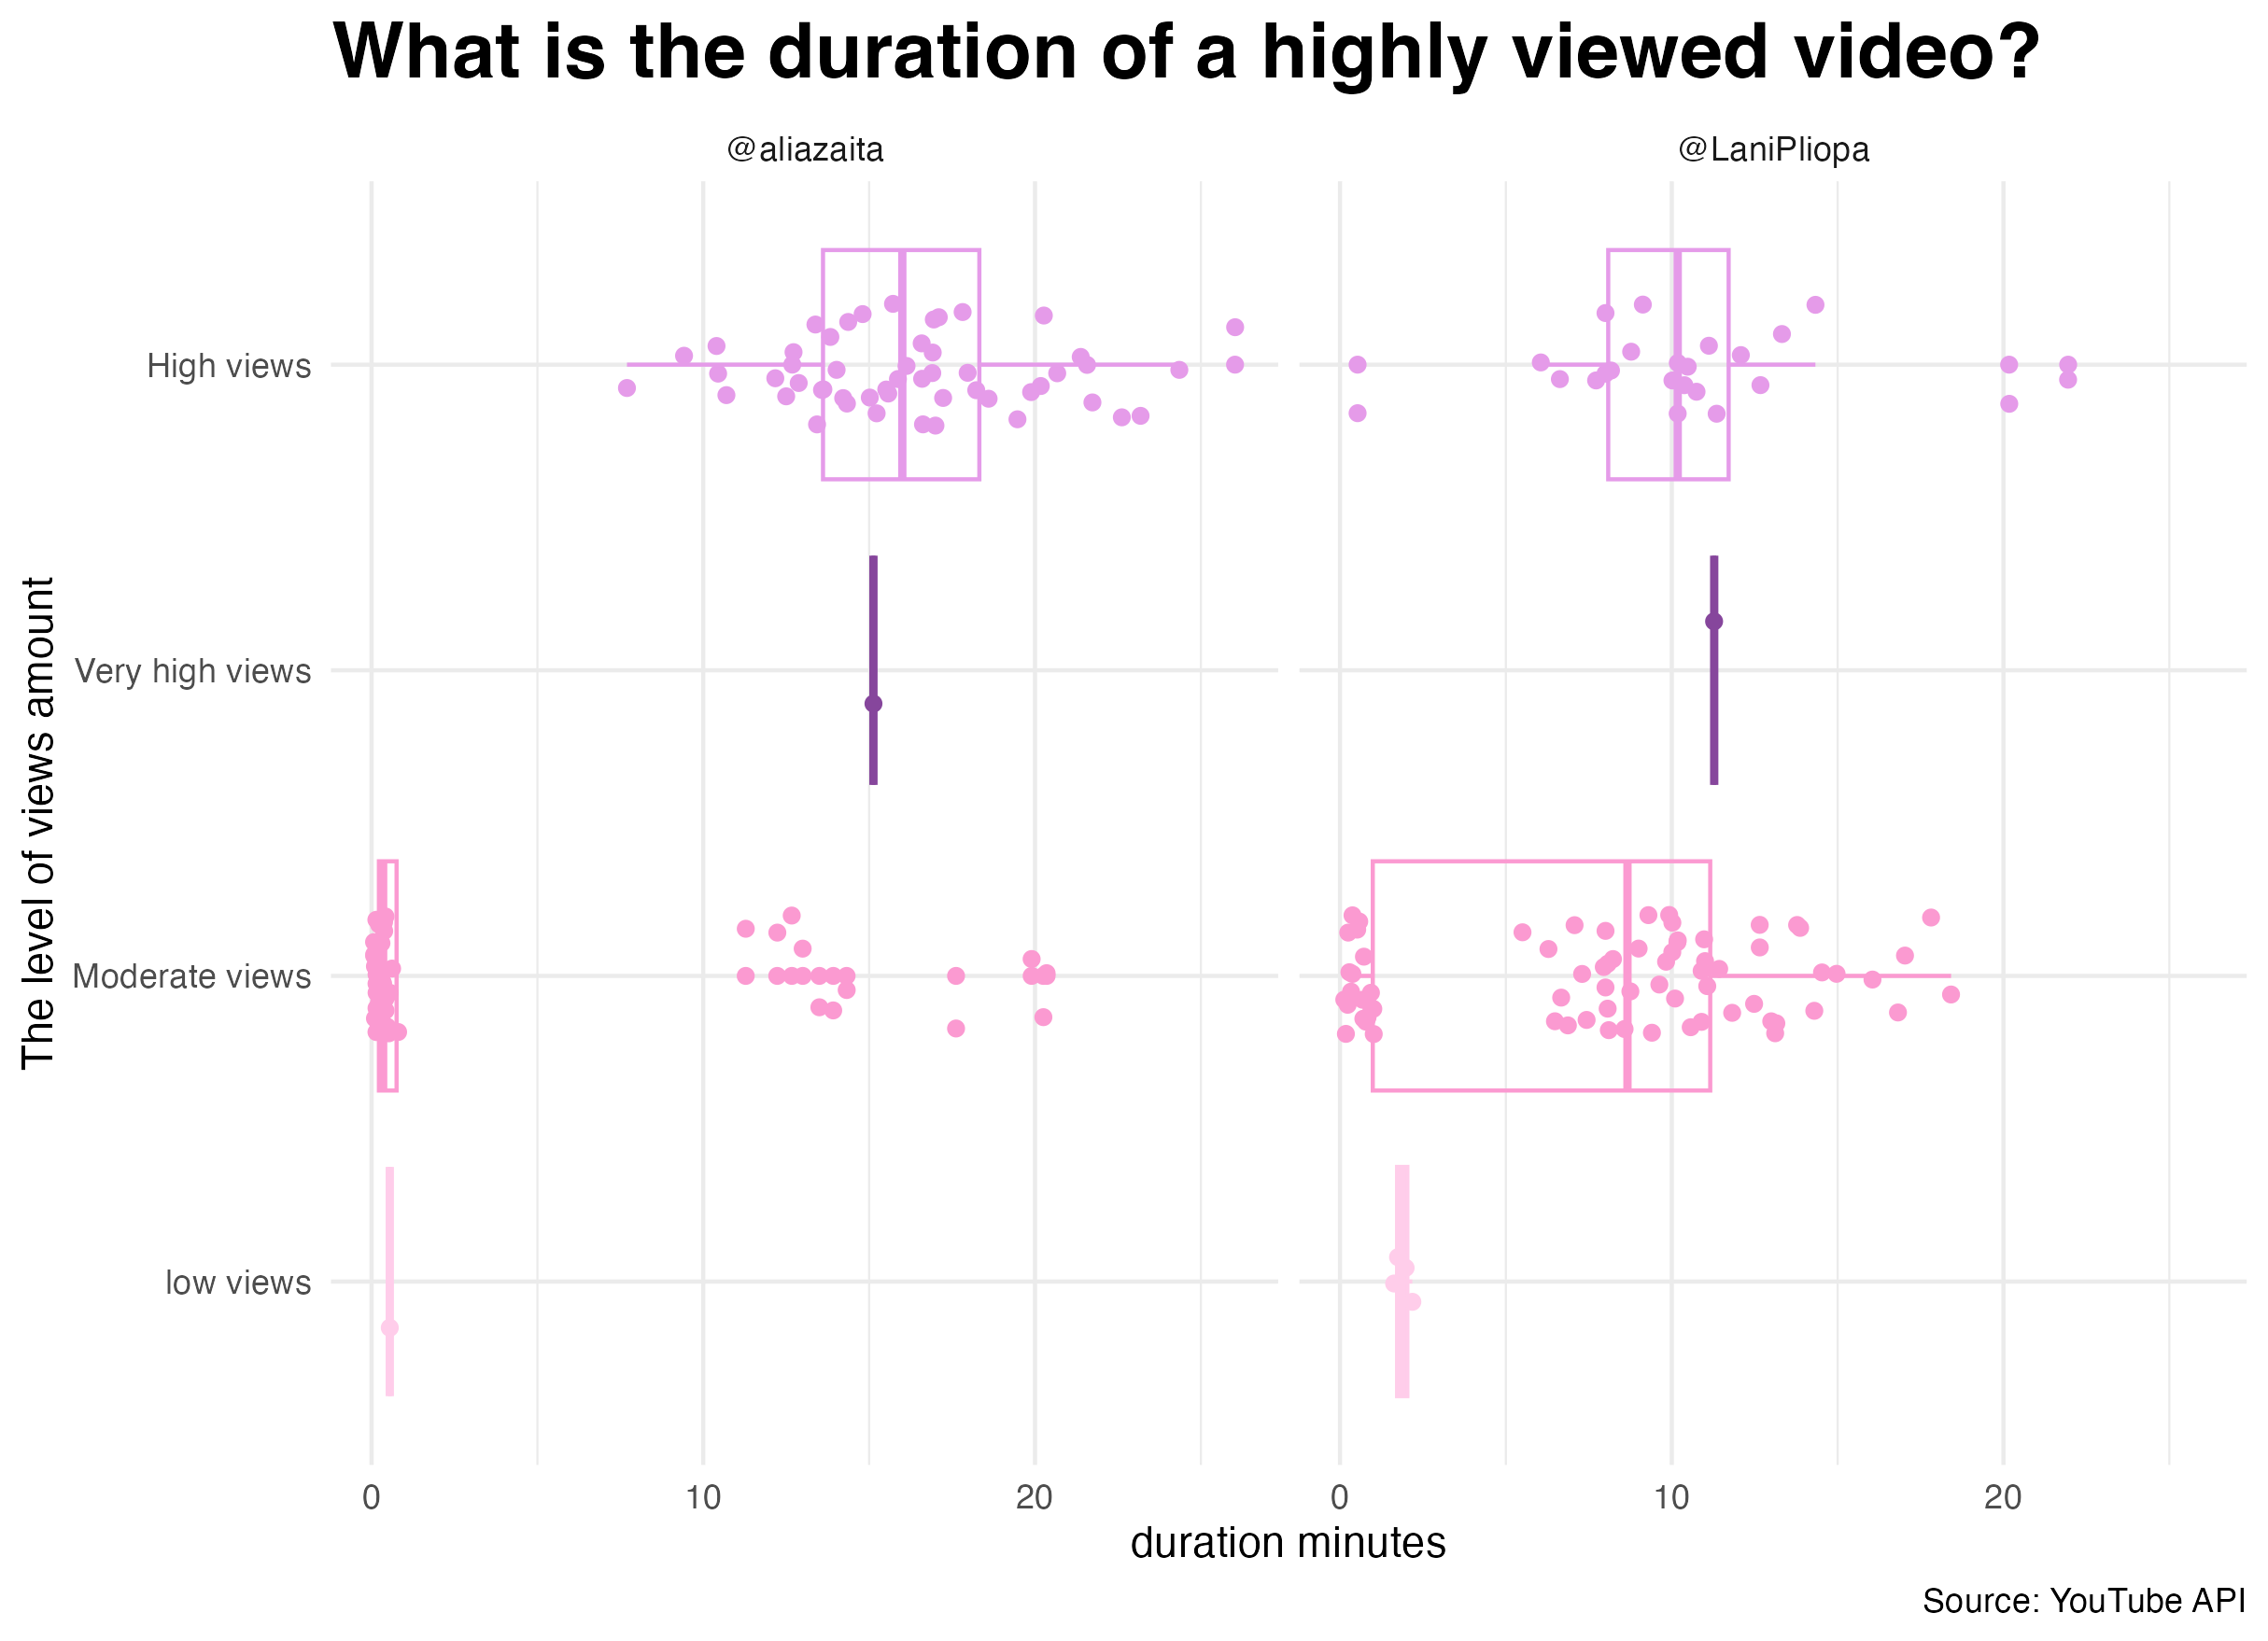 What is the duration of a highly viewed video?
@aliazaita
@LaniPliopa
The level of views amount
High views
Very high views
Moderate views
low views
0
10
20
0
10
20
duration minutes
Source: YouTube API